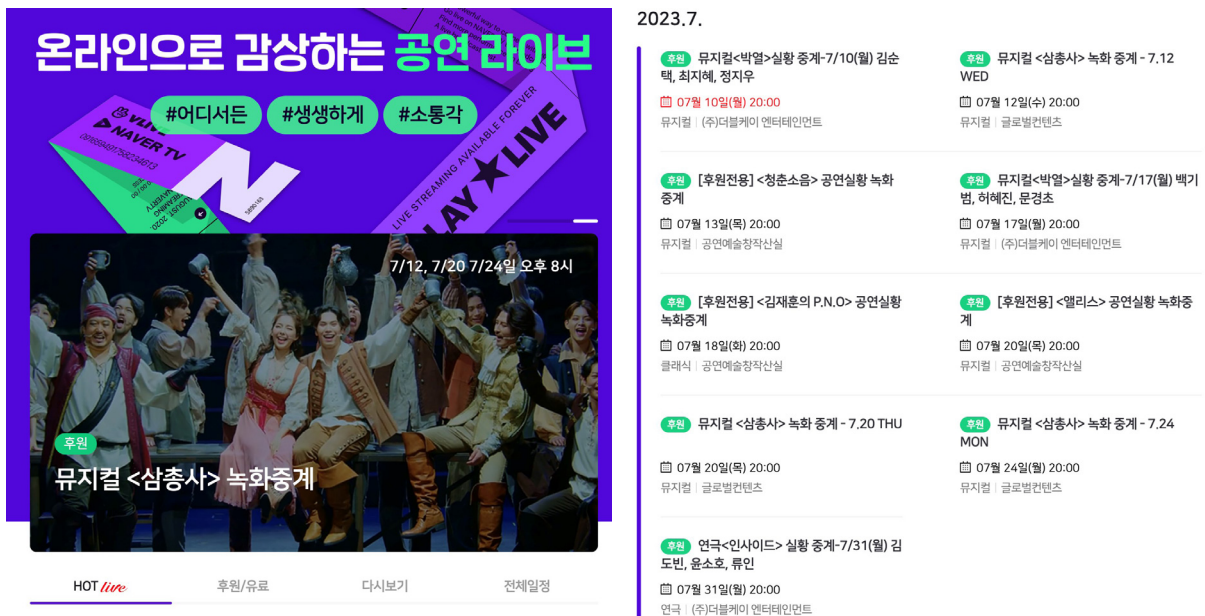 온라인으로 감상하는 공연 라이브
#어디서든 #생생하게 #소통각
VLIVE
NAVER TV
LIVE STREAMING AVAILABLE FOREVER
LAY★LIVE
N
7/12, 7/20 7/24일 오후 8시
후원
뮤지컬 <삼총사> 녹화중계
HOT live 후원/유료 다시보기 전체일정
2023.7.
후원 뮤지컬<박열>실황 중계-7/10(월) 김순
택, 최지혜, 정지우
07월 10일(월) 20:00
뮤지컬 | (주)더블케이 엔터테인먼트
후원 뮤지컬 <삼총사> 녹화 중계 - 7.12
WED
07월 12일(수) 20:00
뮤지컬 | 글로벌컨텐츠
후원 [후원전용] <청춘소음> 공연실황 녹화
중계
07월 13일(목) 20:00
뮤지컬 | 공연예술창작산실
후원 뮤지컬<박열>실황 중계-7/17(월) 백기
범, 허혜진, 문경초
07월 17일(월) 20:00
뮤지컬 | (주)더블케이 엔터테인먼트
후원 [후원전용] <김재훈의 P.N.O> 공연실황
녹화중계
07월 18일(화) 20:00
클래식 | 공연예술창작산실
후원 [후원전용] <앨리스> 공연실황 녹화중
계
07월 20일(목) 20:00
뮤지컬 | 공연예술창작산실
후원 뮤지컬 <삼총사> 녹화 중계 - 7.20 THU
07월 20일(목) 20:00
뮤지컬 | 글로벌컨텐츠
후원 뮤지컬 <삼총사> 녹화 중계 - 7.24
MON
07월 24일(월) 20:00
뮤지컬 | 글로벌컨텐츠
후원 연극<인사이드> 실황 중계-7/31(월) 김
도빈, 윤소호, 류인
07월 31일(월) 20:00
연극 | (주)더블케이 엔터테인먼트